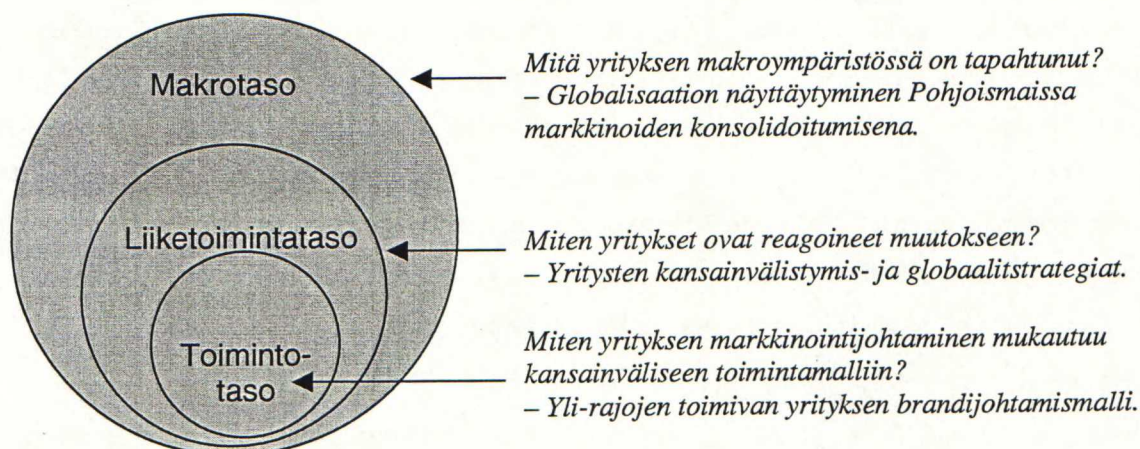 Makrotaso
Mitä yrityksen makroympäristössä on tapahtunut?
– Globalisaation näyttäytyminen Pohjoismaissa
markkinoiden konsolidoitumisena.
Liiketoimintataso
Miten yritykset ovat reagoineet muutokseen?
– Yritysten kansainvälistymis- ja globaalitstrategiat.
Toiminto-
taso
Miten yrityksen markkinointijohtaminen mukautuu
kansainväliseen toimintamalliin?
– Yli-rajojen toimivan yrityksen brandijohtamismalli.